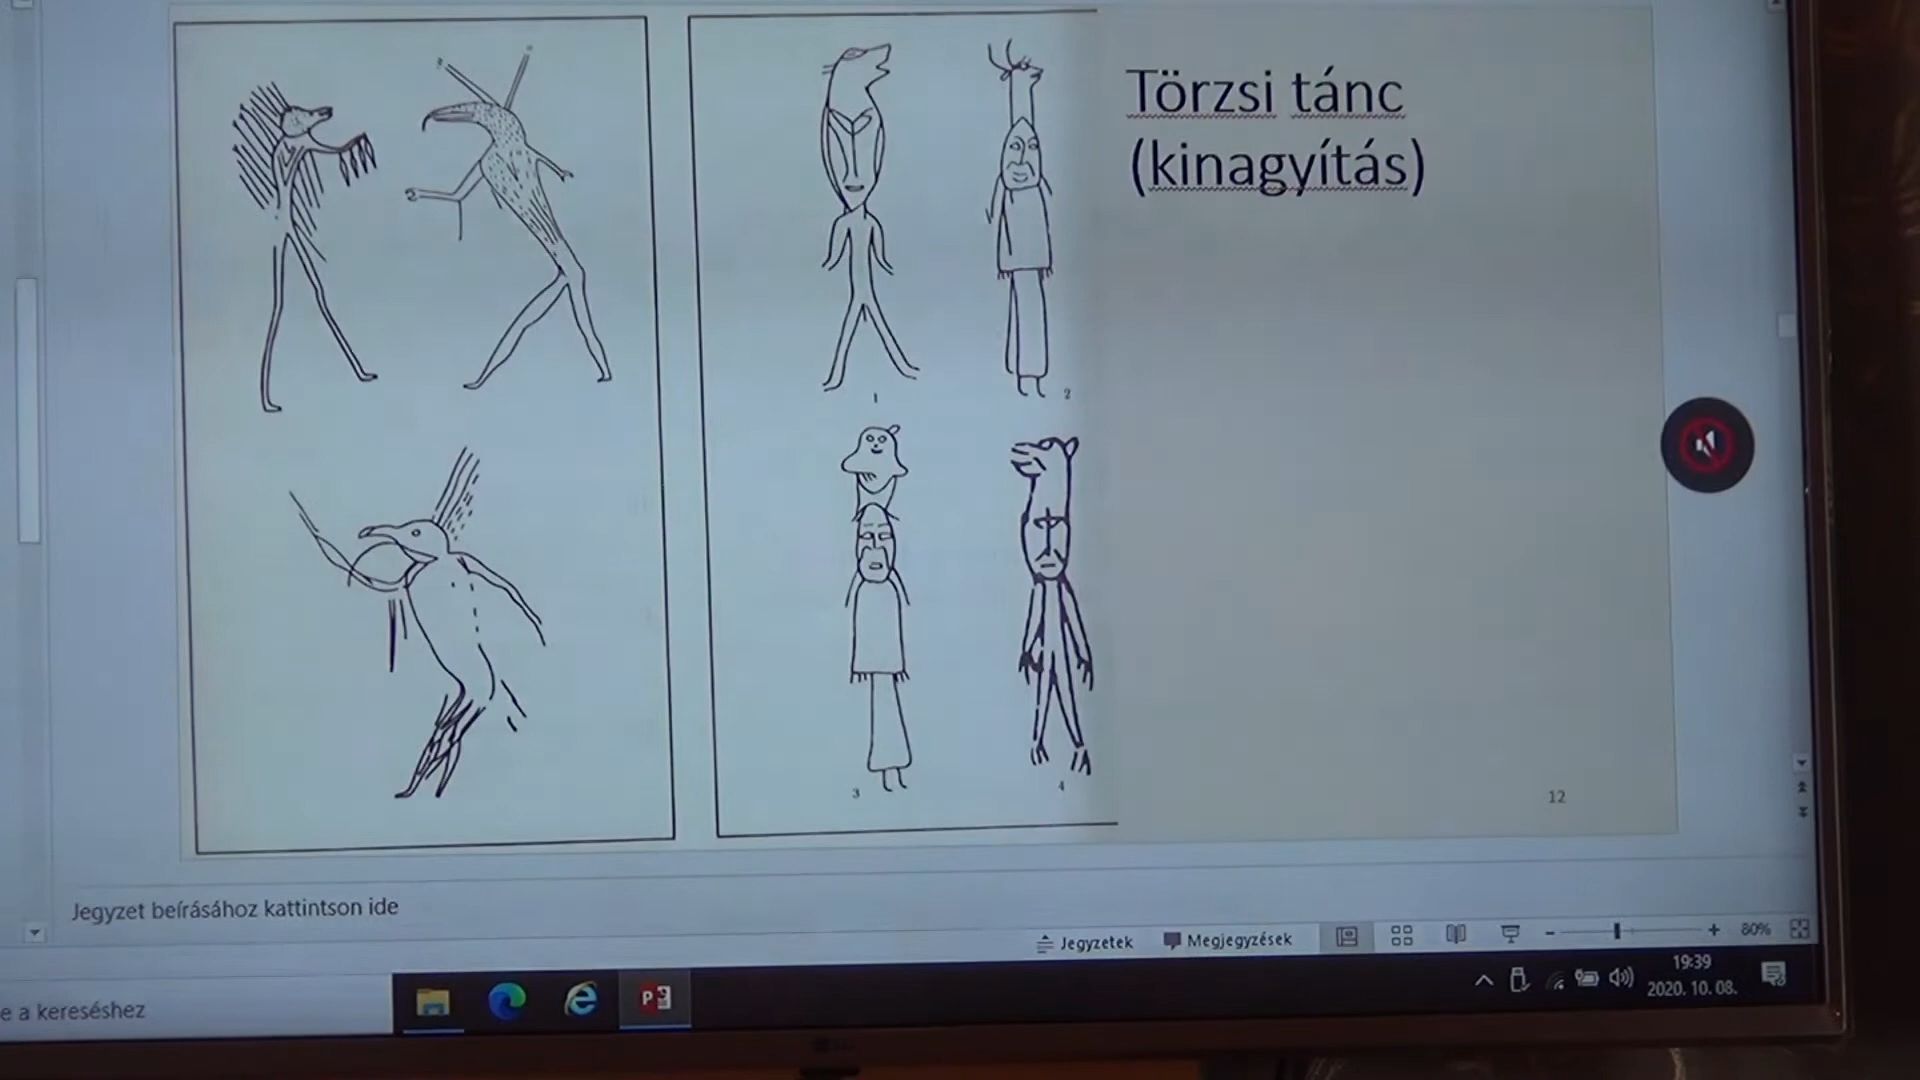 Törzsi tánc
(kinagyítás)
1
2
3
4
12
Jegyzet beírásához kattintson ide
Jegyzetek
Megjegyzések
80%
e a kereséshez
19:39
2020. 10. 08.